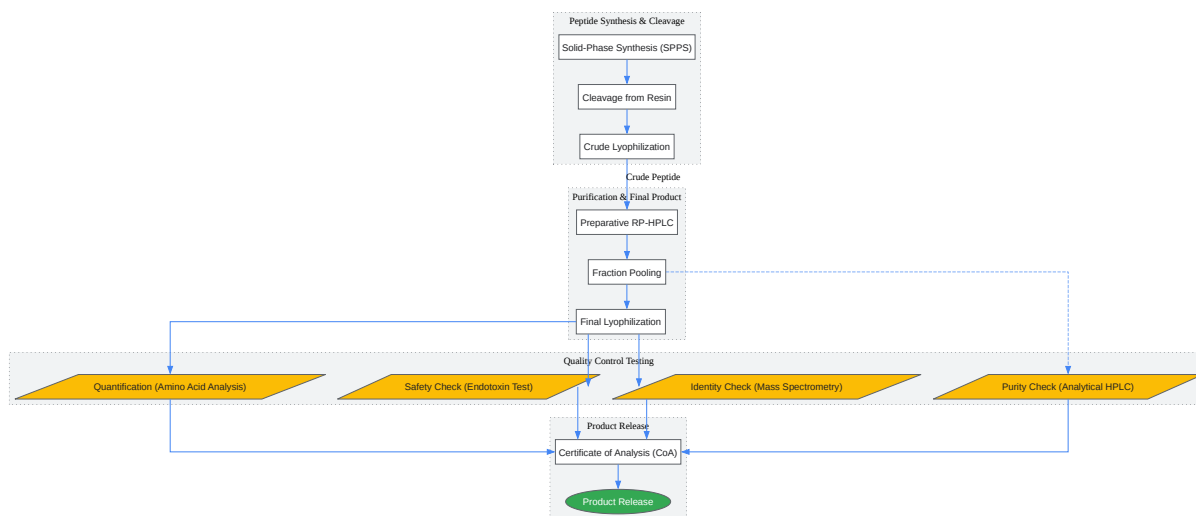 Peptide Synthesis & Cleavage
Solid-Phase Synthesis (SPPS)
Cleavage from Resin
Crude Lyophilization
Crude Peptide
Purification & Final Product
Preparative RP-HPLC
Fraction Pooling
Final Lyophilization
Quality Control Testing
Quantification (Amino Acid Analysis)
Safety Check (Endotoxin Test)
Identity Check (Mass Spectrometry)
Purity Check (Analytical HPLC)
Product Release
Certificate of Analysis (CoA)
Product Release